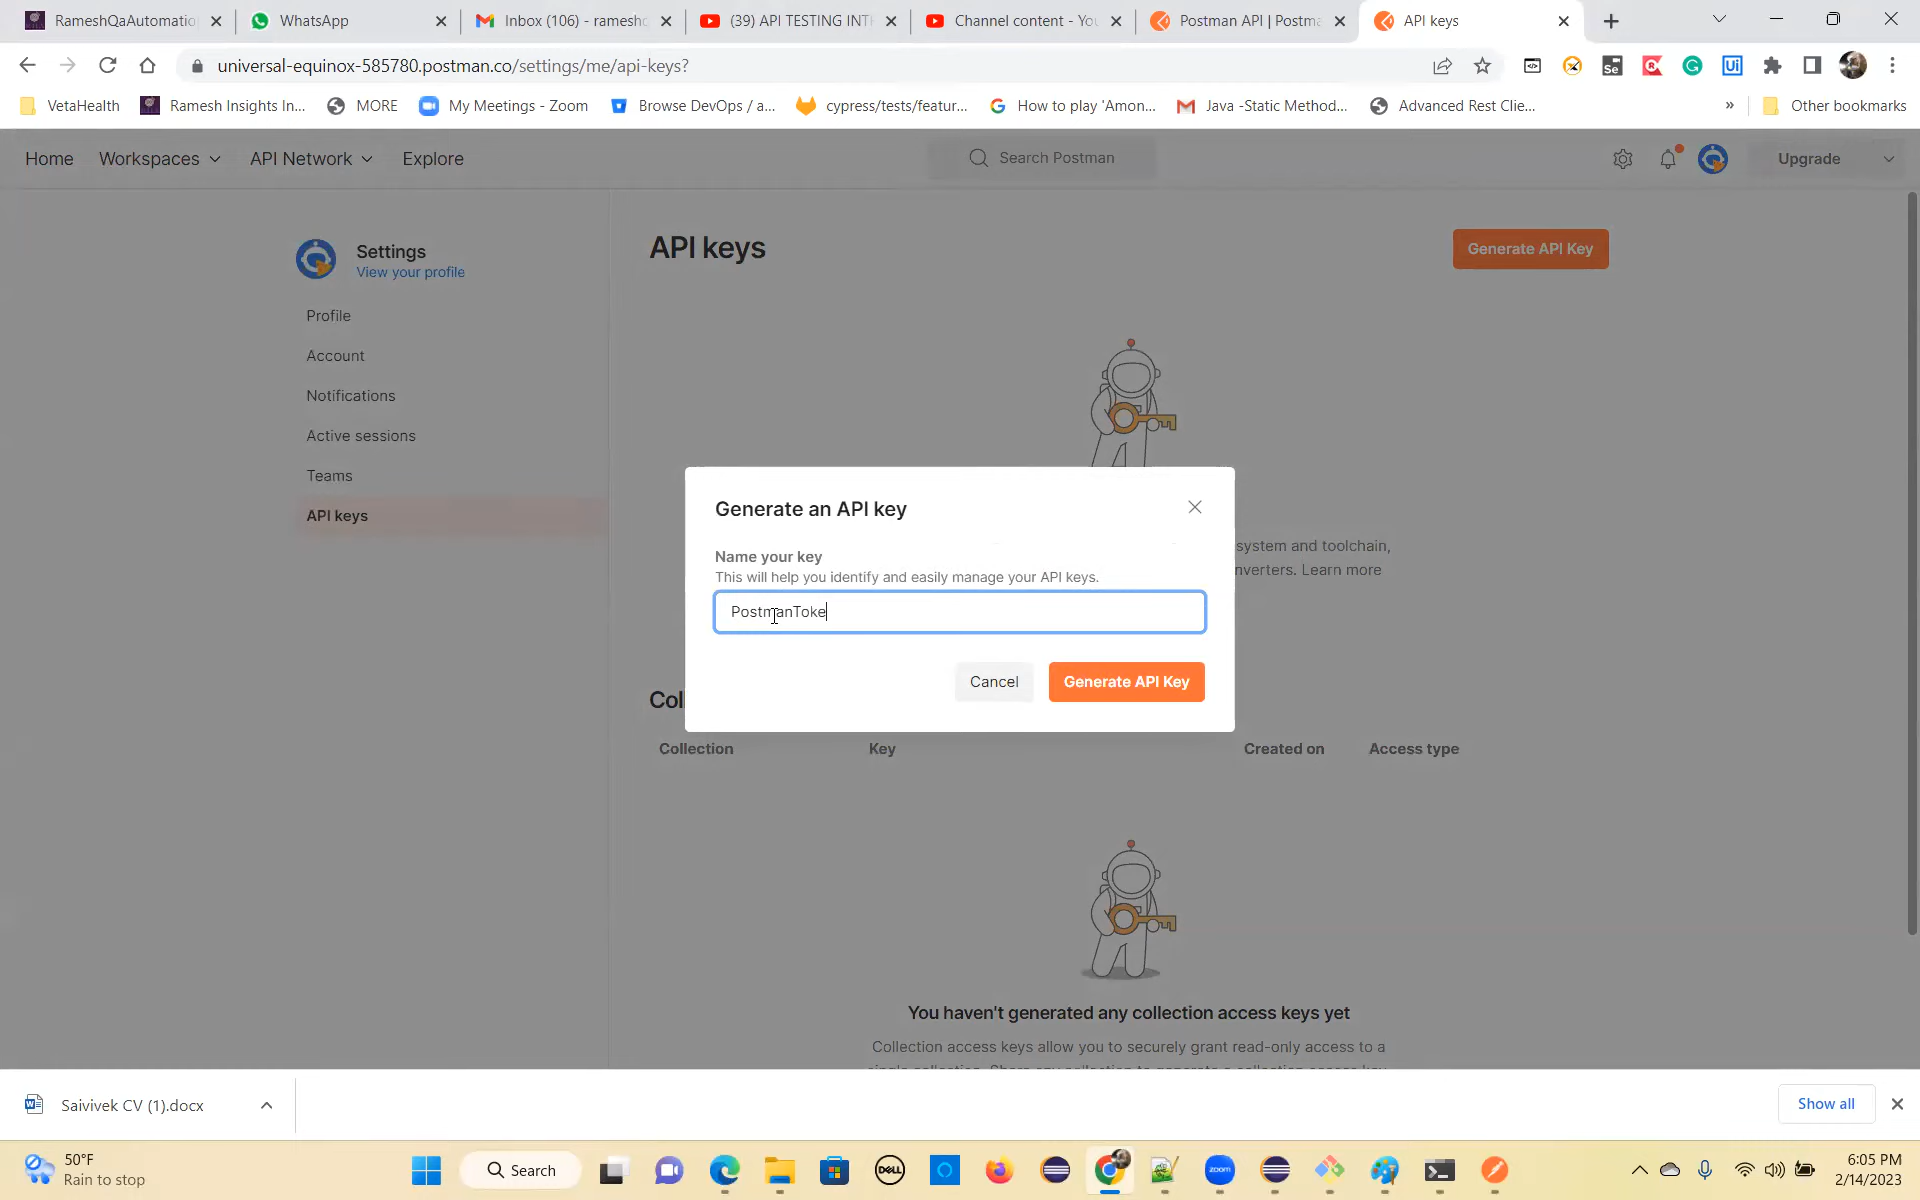 RameshQaAutomatio
WhatsApp
Inbox (106) - ramesho
(39) API TESTING INT
Channel content - You
Postman API | Postma
API keys
universal-equinox-585780.postman.co/settings/me/api-keys?
VetaHealth
Ramesh Insights In...
MORE
My Meetings - Zoom
Browse DevOps / a...
cypress/tests/featur...
How to play 'Amon...
Java -Static Method...
Advanced Rest Clie...
»
Other bookmarks
Home
Workspaces
API Network
Explore
Search Postman
Upgrade
Settings
View your profile
Profile
Account
Notifications
Active sessions
Teams
API keys
API keys
Generate API Key
system and toolchain,
nverters. Learn more
Generate an API key
Name your key
This will help you identify and easily manage your API keys.
PostmanToke
Cancel
Generate API Key
Col
Collection
Key
Created on
Access type
You haven't generated any collection access keys yet
Collection access keys allow you to securely grant read-only access to a
Saivivek CV (1).docx
Show all
50°F
Rain to stop
Search
DELL
zoom
6:05 PM
2/14/2023